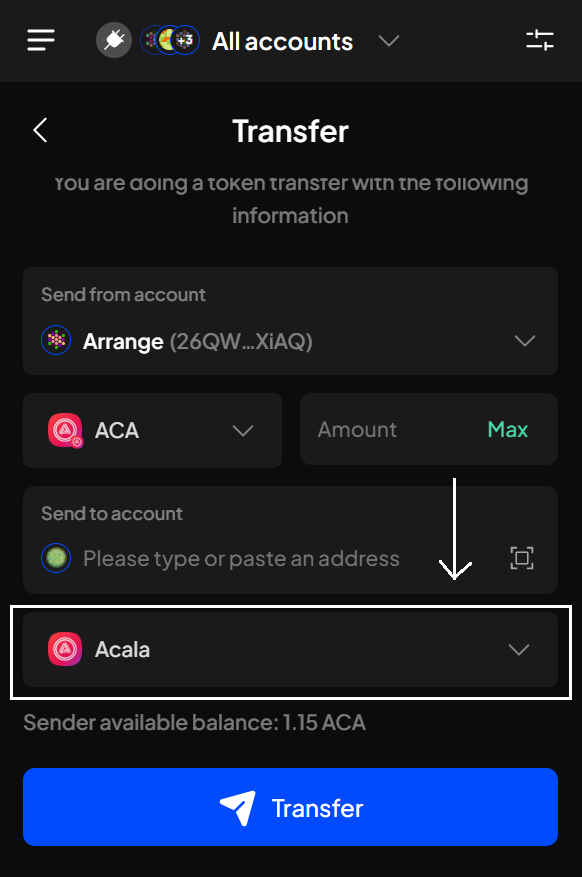 +3 All accounts
Transfer
You are doing a token transfer with the following
information
Send from account
Arrange (26QW...XiAQ)
ACA
Amount Max
Send to account
Please type or paste an address
Acala
Sender available balance: 1.15 ACA
Transfer